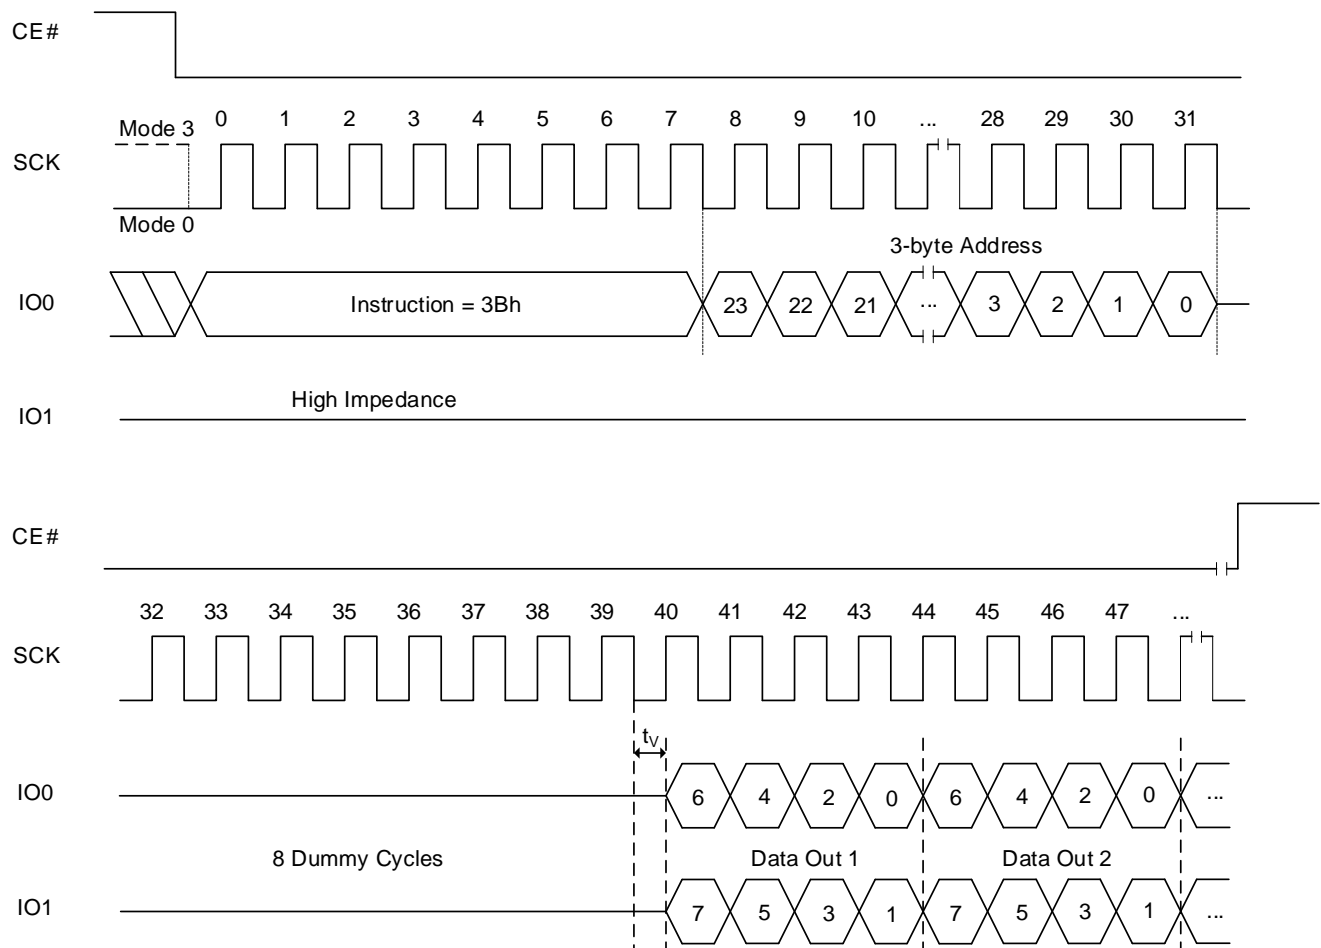 CE#
0 1 2 3 4 5 6 7 8 9 10 ... 28 29 30 31
Mode 3
SCK
Mode 0
3-byte Address
IO0 Instruction = 3Bh 23 22 21 ... 3 2 1 0
High Impedance
IO1
CE#
32 33 34 35 36 37 38 39 40 41 42 43 44 45 46 47 ...
SCK
tV
IO0 6 4 2 0 6 4 2 0 ...
8 Dummy Cycles Data Out 1 Data Out 2
IO1 7 5 3 1 7 5 3 1 ...